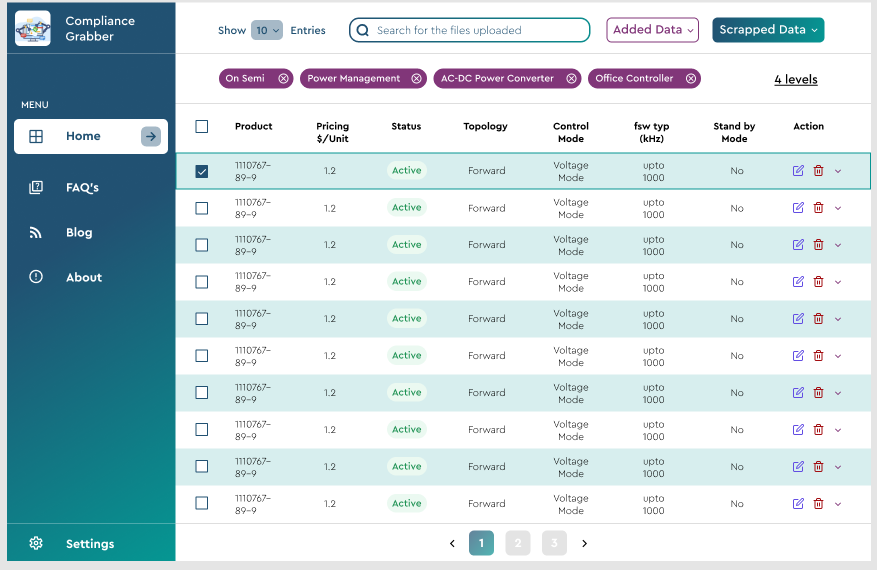 Compliance
Grabber
MENU
Home
FAQ's
Blog
About
Settings
Show 10 Entries
Search for the files uploaded
Added Data
Scrapped Data
On Semi
Power Management
AC-DC Power Converter
Office Controller
4 levels
Product Pricing $/Unit Status Topology Control Mode fsw typ (kHz) Stand by Mode Action
1110767-89-9 1.2 Active Forward Voltage Mode upto 1000 No
1110767-89-9 1.2 Active Forward Voltage Mode upto 1000 No
1110767-89-9 1.2 Active Forward Voltage Mode upto 1000 No
1110767-89-9 1.2 Active Forward Voltage Mode upto 1000 No
1110767-89-9 1.2 Active Forward Voltage Mode upto 1000 No
1110767-89-9 1.2 Active Forward Voltage Mode upto 1000 No
1110767-89-9 1.2 Active Forward Voltage Mode upto 1000 No
1110767-89-9 1.2 Active Forward Voltage Mode upto 1000 No
1110767-89-9 1.2 Active Forward Voltage Mode upto 1000 No
1110767-89-9 1.2 Active Forward Voltage Mode upto 1000 No
1 2 3